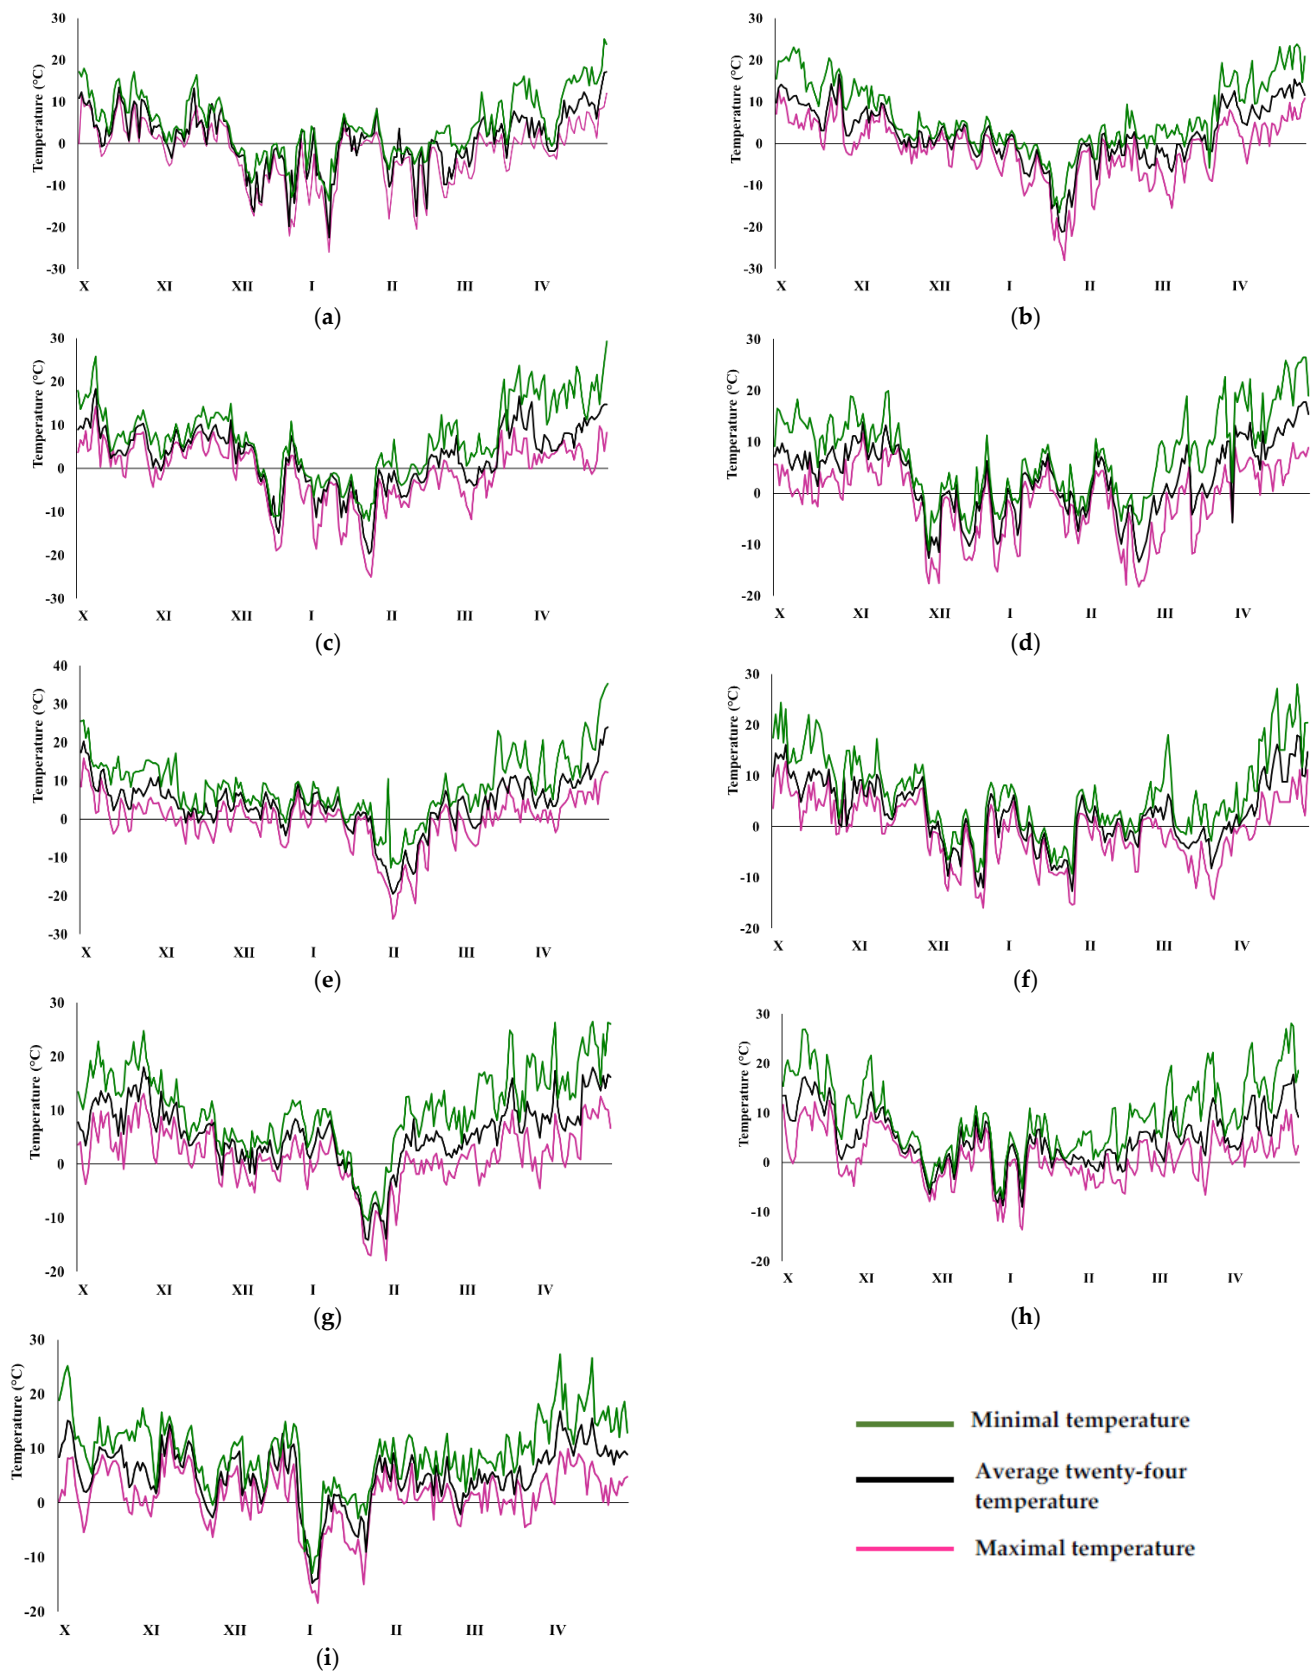 Temperature (°C)
30
20
10
0
-10
-20
-30
X XI XII I II III IV
(a)
Temperature (°C)
30
20
10
0
-10
-20
-30
X XI XII I II III IV
(b)
Temperature (°C)
30
20
10
0
-10
-20
-30
X XI XII I II III IV
(c)
Temperature (°C)
30
20
10
0
-10
-20
X XI XII I II III IV
(d)
Temperature (°C)
40
30
20
10
0
-10
-20
-30
X XI XII I II III IV
(e)
Temperature (°C)
30
20
10
0
-10
-20
X XI XII I II III IV
(f)
Temperature (°C)
30
20
10
0
-10
-20
X XI XII I II III IV
(g)
Temperature (°C)
30
20
10
0
-10
-20
X XI XII I II III IV
(h)
Temperature (°C)
30
20
10
0
-10
-20
X XI XII I II III IV
(i)
Minimal temperature
Average twenty-four
temperature
Maximal temperature